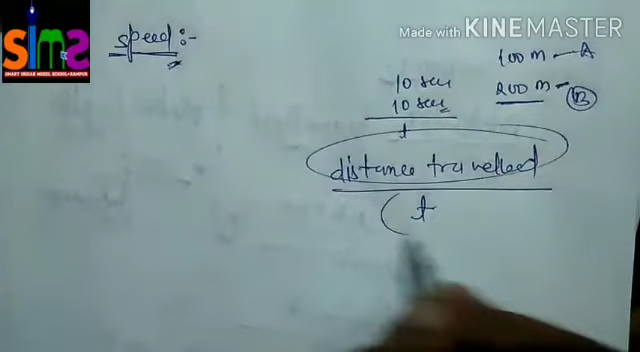 Made with KINEMASTER
SIMS
SMART INDIAN MODEL SCHOOL, RAMPUR
Speed :-
100 m — A
200 m — B
10 sec
10 sec
t
distance travelled
( t